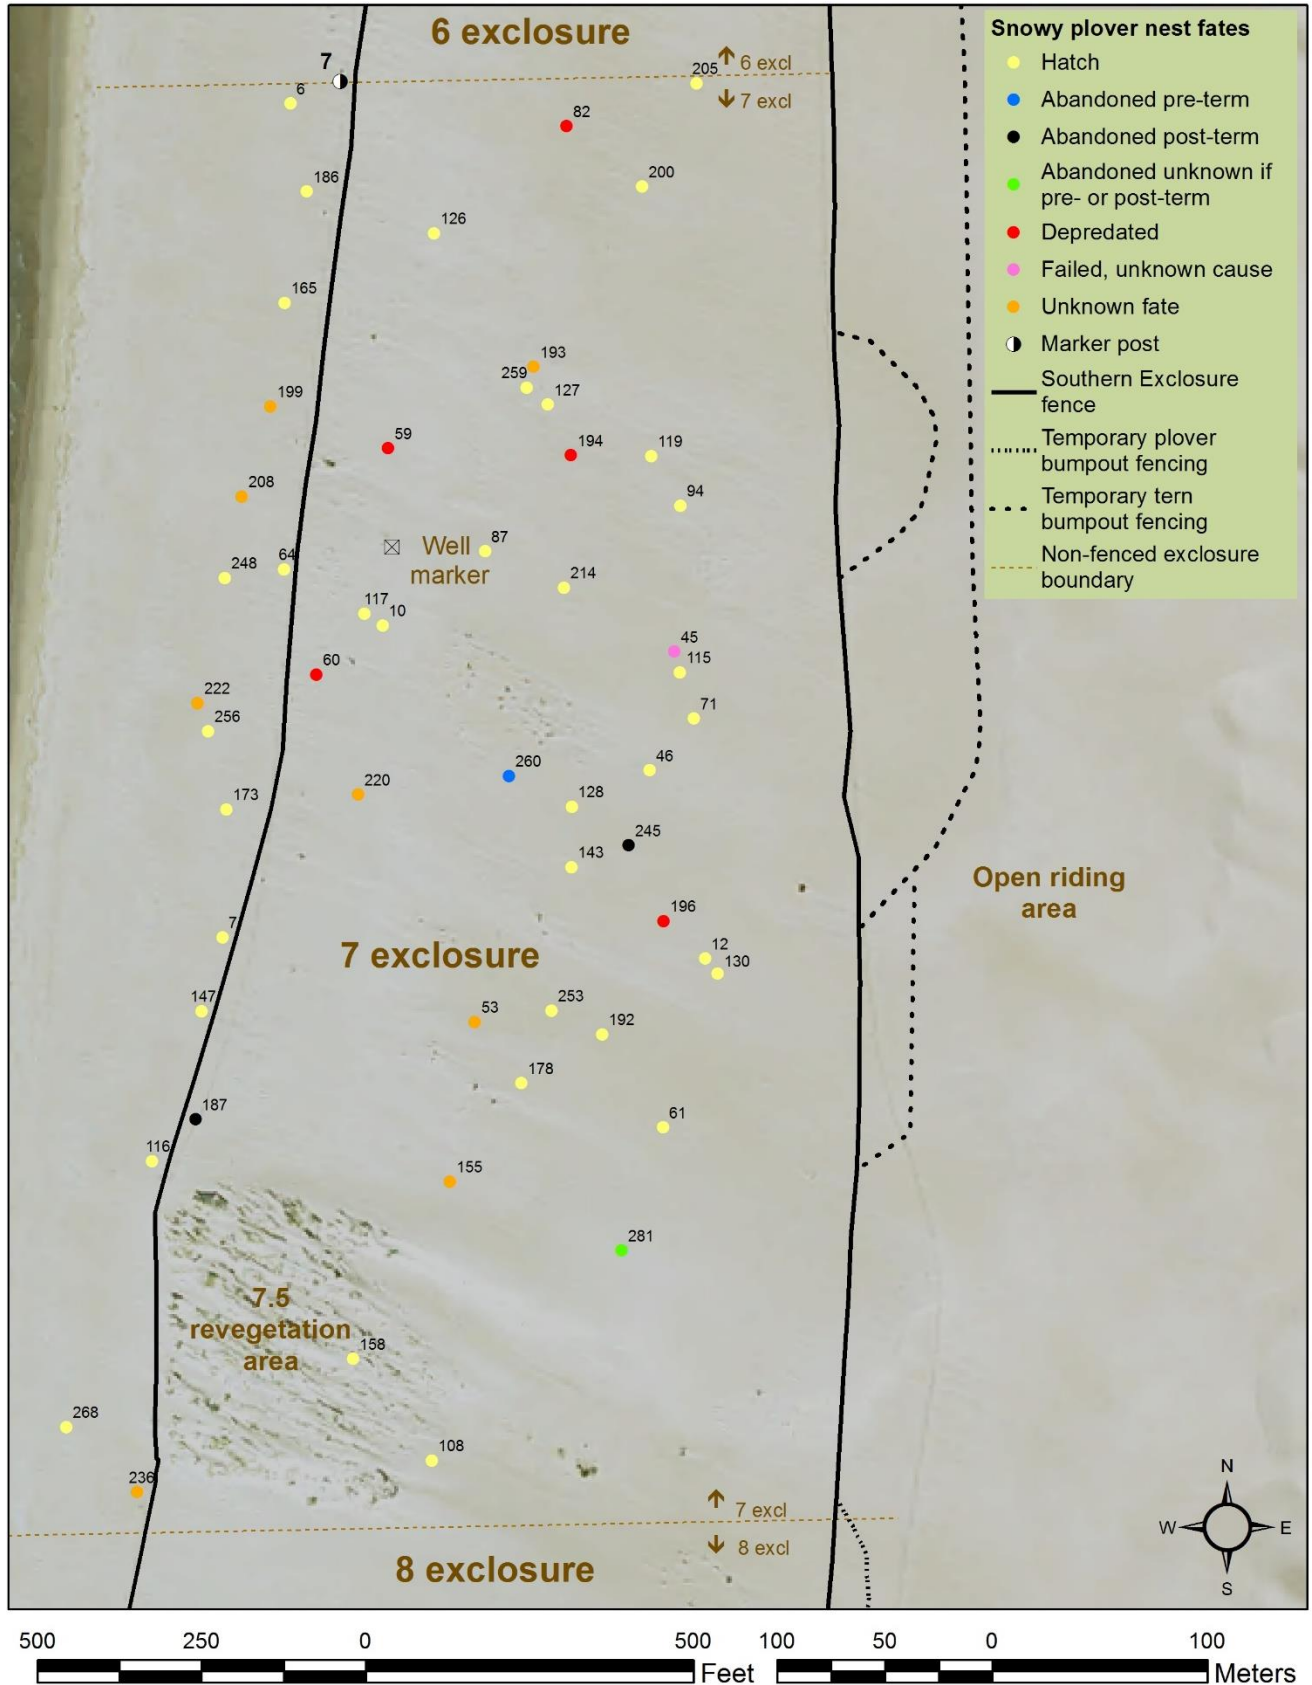 6 exclosure
7
6 excl
7 excl
205
6
82
186
200
126
165
193
259
127
199
59
194
119
94
208
Well
marker
87
64
248
214
117
10
45
115
60
222
256
71
260
46
220
173
128
245
143
196
7
7 exclosure
12
130
147
53
253
192
178
187
61
116
155
281
7.5
revegetation
area
158
268
108
236
7 excl
8 excl
8 exclosure
Open riding
area
Snowy plover nest fates
Hatch
Abandoned pre-term
Abandoned post-term
Abandoned unknown if
pre- or post-term
Depredated
Failed, unknown cause
Unknown fate
Marker post
Southern Exclosure
fence
Temporary plover
bumpout fencing
Temporary tern
bumpout fencing
Non-fenced exclosure
boundary
N
W E
S
500 250 0 500 Feet
100 50 0 100 Meters